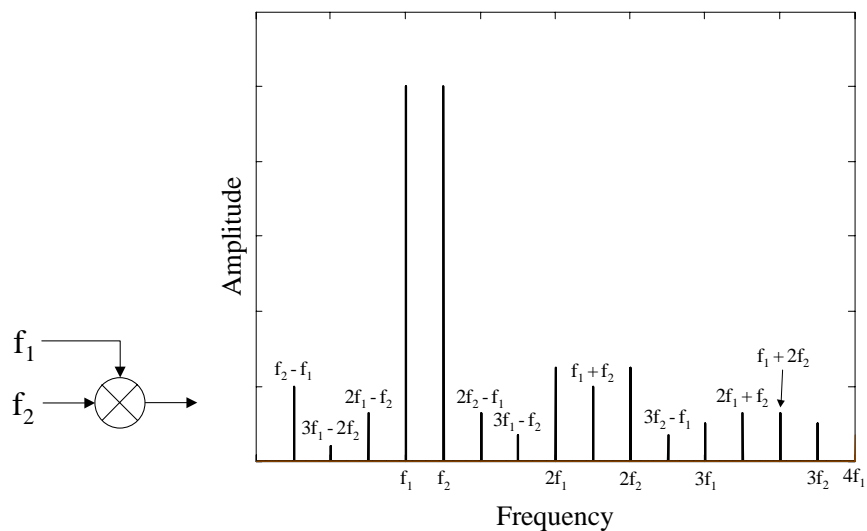 Amplitude
f₁
f₂
f₂ - f₁
3f₁ - 2f₂
2f₁ - f₂
2f₂ - f₁
3f₁ - f₂
f₁ + f₂
3f₂ - f₁
2f₁ + f₂
f₁ + 2f₂
f₁ f₂ 2f₁ 2f₂ 3f₁ 3f₂ 4f₁
Frequency